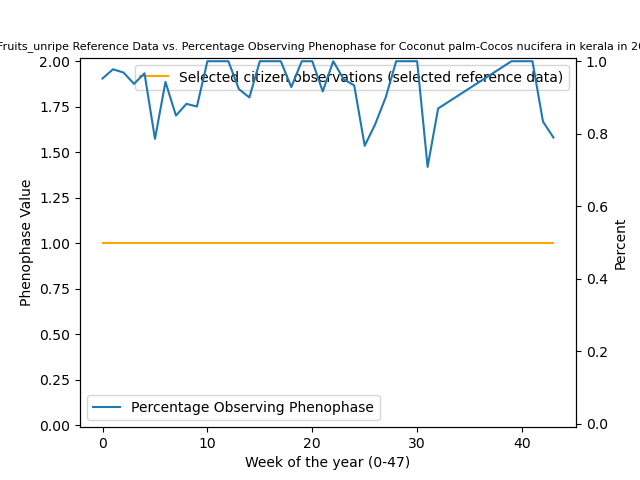 Fruits_unripe Reference Data vs. Percentage Observing Phenophase for Coconut palm-Cocos nucifera in kerala in 20
2.00
1.75
1.50
1.25
1.00
0.75
0.50
0.25
0.00
Phenophase Value
Selected citizen observations (selected reference data)
Percentage Observing Phenophase
1.0
0.8
0.6
0.4
0.2
0.0
Percent
0 10 20 30 40
Week of the year (0-47)